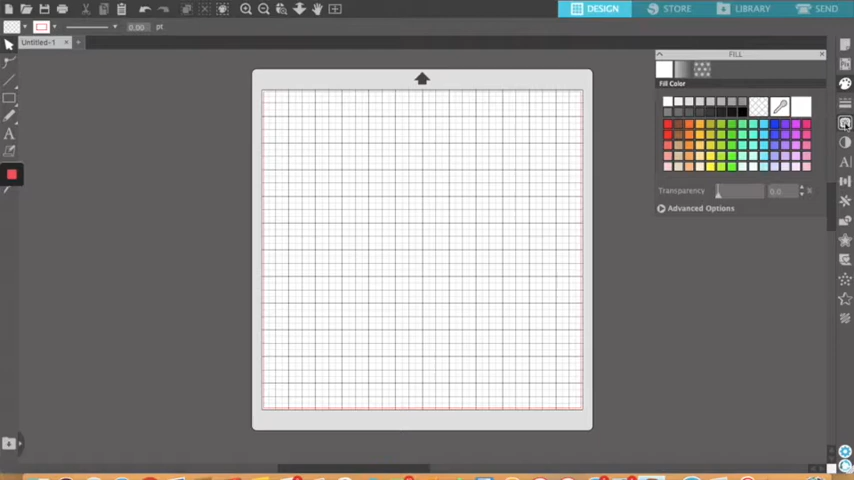 DESIGN
STORE
LIBRARY
SEND
0.00 pt
Untitled-1
FILL
Fill Color
Transparency 0.0 %
Advanced Options